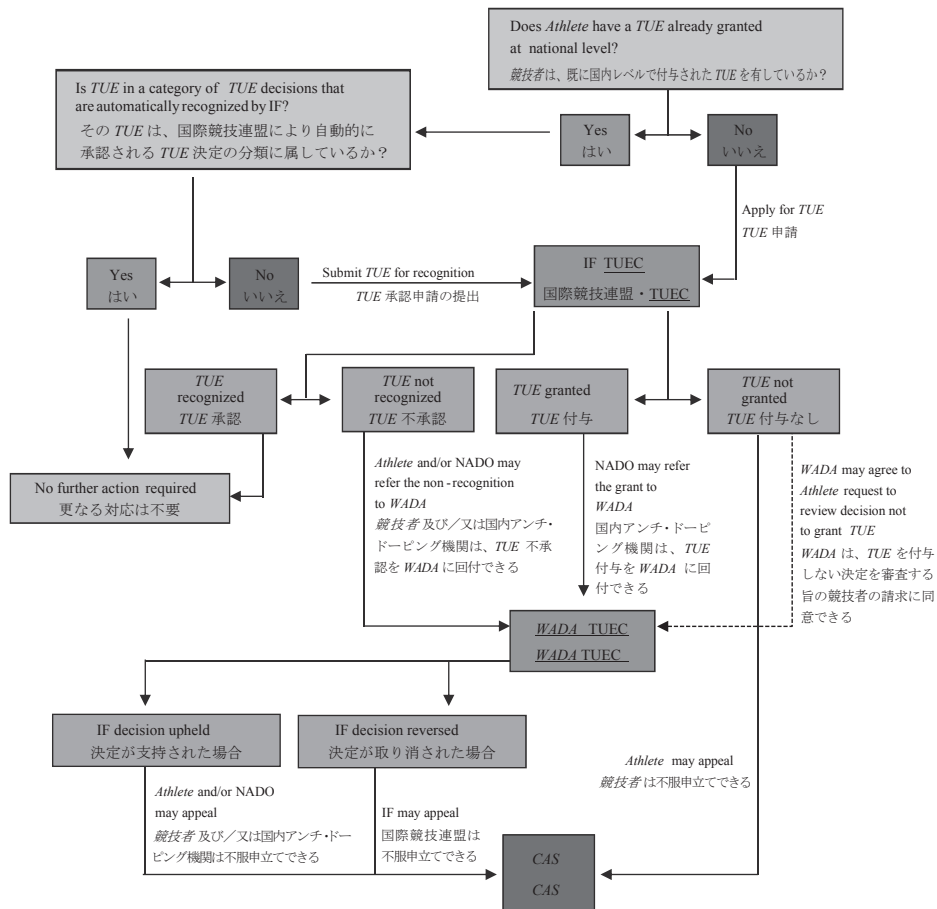 Does Athlete have a TUE already granted
at national level?
競技者は、既に国内レベルで付与された TUE を有しているか？
Is TUE in a category of TUE decisions that
are automatically recognized by IF?
その TUE は、国際競技連盟により自動的に
承認される TUE 決定の分類に属しているか？
Yes
はい
No
いいえ
Apply for TUE
TUE 申請
Yes
はい
No
いいえ
Submit TUE for recognition
TUE 承認申請の提出
IF TUEC
国際競技連盟・TUEC
TUE
recognized
TUE 承認
TUE not
recognized
TUE 不承認
TUE granted
TUE 付与
TUE not
granted
TUE 付与なし
No further action required
更なる対応は不要
Athlete and/or NADO may
refer the non-recognition
to WADA
競技者 及び／又は国内アンチ・
ドーピング機関は、TUE 不承
認を WADA に回付できる
NADO may refer
the grant to
WADA
国内アンチ・ドーピ
ング機関は、TUE
付与を WADA に回
付できる
WADA may agree to
Athlete request to
review decision not
to grant TUE
WADA は、TUE を付与
しない決定を審査する
旨の競技者の請求に同
意できる
WADA TUEC
WADA TUEC
IF decision upheld
決定が支持された場合
IF decision reversed
決定が取り消された場合
Athlete and/or NADO
may appeal
競技者 及び／又は国内アンチ・ドー
ピング機関は不服申立てできる
IF may appeal
国際競技連盟は
不服申立てできる
Athlete may appeal
競技者は不服申立てできる
CAS
CAS